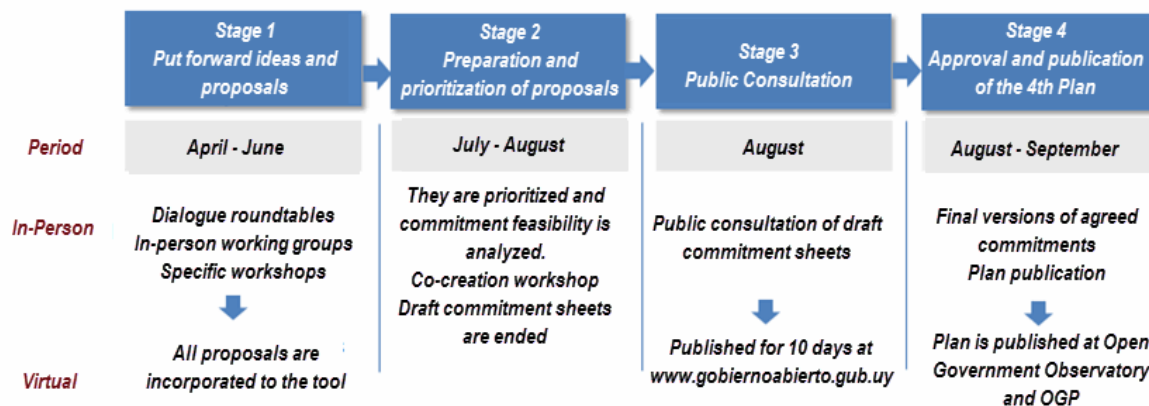 Stage 1
Put forward ideas and
proposals
Stage 2
Preparation and
prioritization of proposals
Stage 3
Public Consultation
Stage 4
Approval and publication
of the 4th Plan
Period
April - June
July - August
August
August - September
In-Person
Dialogue roundtables
In-person working groups
Specific workshops
They are prioritized and
commitment feasibility is
analyzed.
Co-creation workshop
Draft commitment sheets
are ended
Public consultation of draft
commitment sheets
Final versions of agreed
commitments
Plan publication
Virtual
All proposals are
incorporated to the tool
Published for 10 days at
www.gobiernoabierto.gub.uy
Plan is published at Open
Government Observatory
and OGP